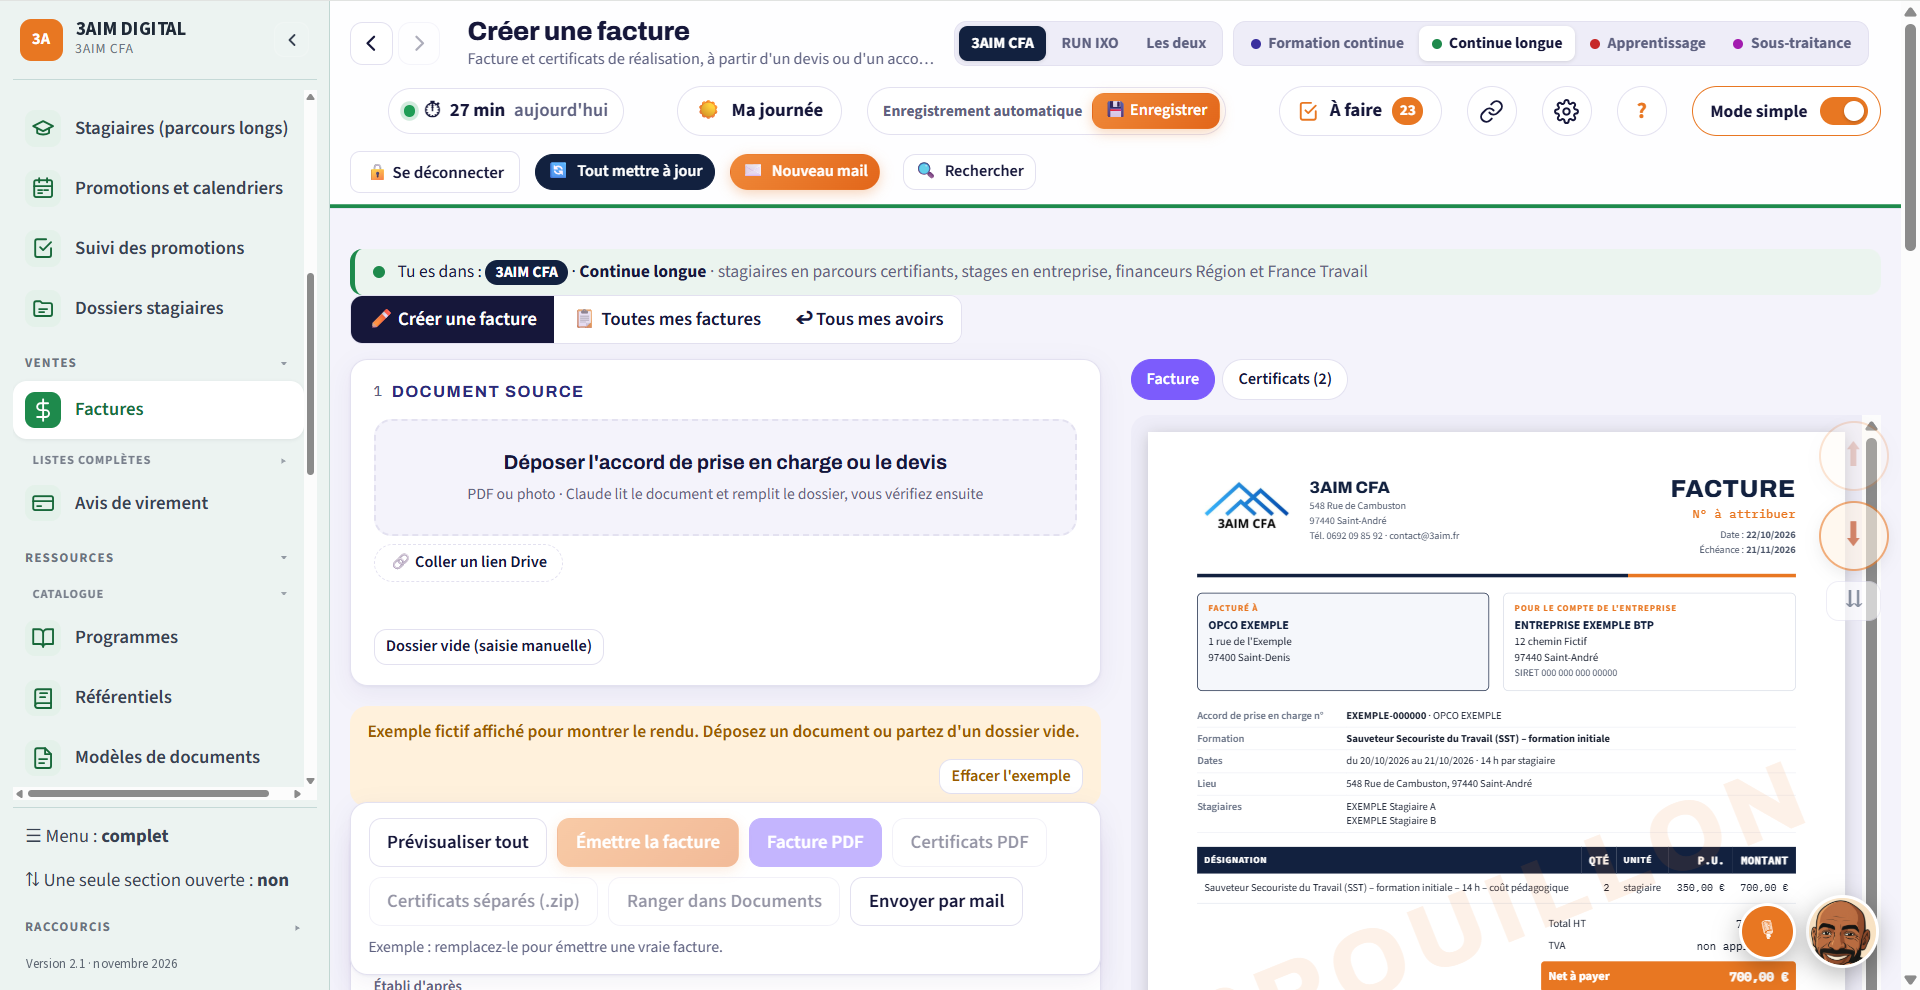 3A
3AIM DIGITAL
3AIM CFA
Stagiaires (parcours longs)
Promotions et calendriers
Suivi des promotions
Dossiers stagiaires
VENTES
Factures
LISTES COMPLÈTES
Avis de virement
RESSOURCES
CATALOGUE
Programmes
Référentiels
Modèles de documents
Menu : complet
Une seule section ouverte : non
RACCOURCIS
Version 2.1 · novembre 2026
Créer une facture
Facture et certificats de réalisation, à partir d'un devis ou d'un acco…
3AIM CFA
RUN IXO
Les deux
Formation continue
Continue longue
Apprentissage
Sous-traitance
27 min aujourd'hui
Ma journée
Enregistrement automatique
Enregistrer
À faire 23
?
Mode simple
Se déconnecter
Tout mettre à jour
Nouveau mail
Rechercher
Tu es dans : 3AIM CFA · Continue longue · stagiaires en parcours certifiants, stages en entreprise, financeurs Région et France Travail
Créer une facture
Toutes mes factures
Tous mes avoirs
1 DOCUMENT SOURCE
Déposer l'accord de prise en charge ou le devis
PDF ou photo · Claude lit le document et remplit le dossier, vous vérifiez ensuite
Coller un lien Drive
Dossier vide (saisie manuelle)
Exemple fictif affiché pour montrer le rendu. Déposez un document ou partez d'un dossier vide.
Effacer l'exemple
Prévisualiser tout
Émettre la facture
Facture PDF
Certificats PDF
Certificats séparés (.zip)
Ranger dans Documents
Envoyer par mail
Exemple : remplacez-le pour émettre une vraie facture.
Établi d'après
Facture
Certificats (2)
3AIM CFA
3AIM CFA
548 Rue de Cambuston
97440 Saint-André
Tél. 0692 09 85 92 · contact@3aim.fr
FACTURE
N° à attribuer
Date : 22/10/2026
Échéance : 21/11/2026
FACTURÉ À
OPCO EXEMPLE
1 rue de l'Exemple
97400 Saint-Denis
POUR LE COMPTE DE L'ENTREPRISE
ENTREPRISE EXEMPLE BTP
12 chemin Fictif
97440 Saint-André
SIRET 000 000 000 00000
Accord de prise en charge n° EXEMPLE-000000 · OPCO EXEMPLE
Formation Sauveteur Secouriste du Travail (SST) – formation initiale
Dates du 20/10/2026 au 21/10/2026 · 14 h par stagiaire
Lieu 548 Rue de Cambuston, 97440 Saint-André
Stagiaires EXEMPLE Stagiaire A
EXEMPLE Stagiaire B
DÉSIGNATION QTÉ UNITÉ P.U. MONTANT
Sauveteur Secouriste du Travail (SST) – formation initiale – 14 h – coût pédagogique 2 stagiaire 350,00 € 700,00 €
Total HT 7
TVA non app
Net à payer 700,00 €
ROUILLON